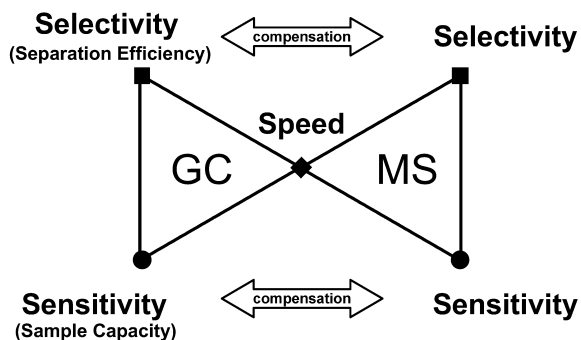 Selectivity
(Separation Efficiency)
compensation
Selectivity
Speed
GC
MS
Sensitivity
(Sample Capacity)
compensation
Sensitivity